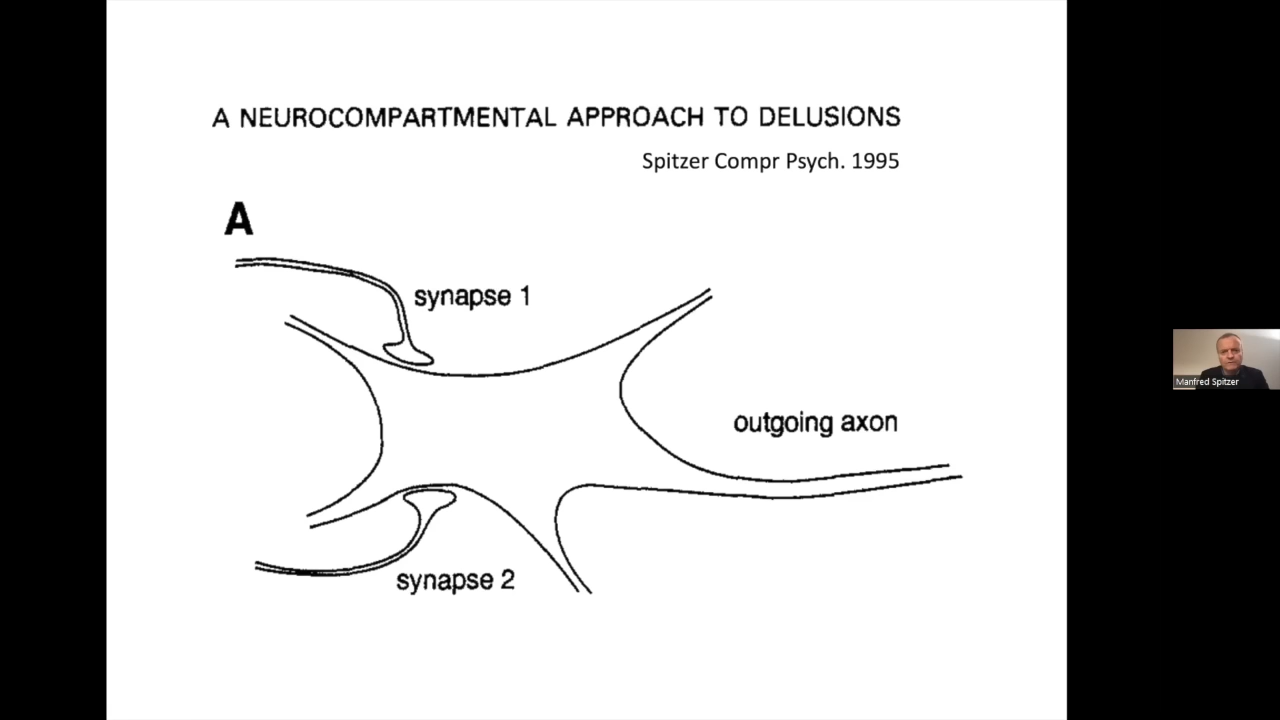 A NEUROCOMPARTMENTAL APPROACH TO DELUSIONS
Spitzer Compr Psych. 1995
A
synapse 1
outgoing axon
synapse 2
Manfred Spitzer